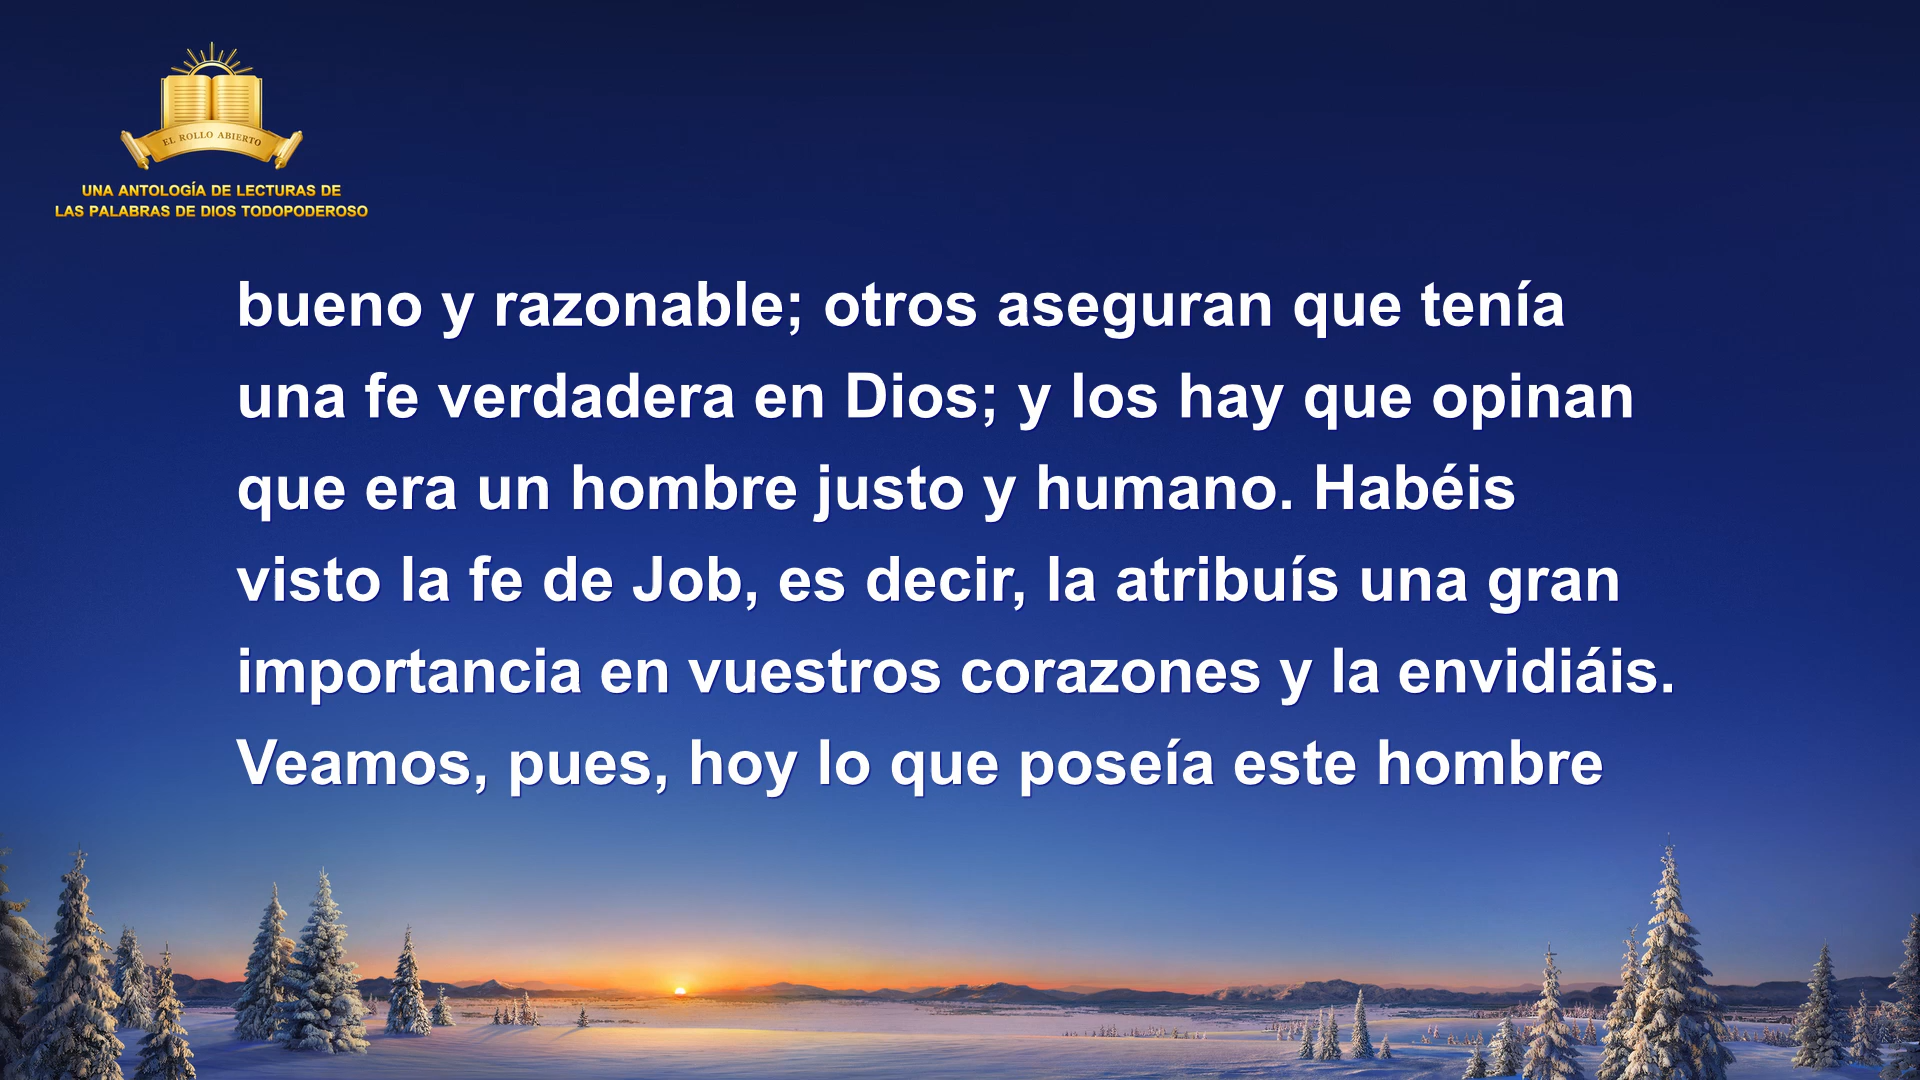 EL ROLLO ABIERTO
UNA ANTOLOGÍA DE LECTURAS DE
LAS PALABRAS DE DIOS TODOPODEROSO
bueno y razonable; otros aseguran que tenía
una fe verdadera en Dios; y los hay que opinan
que era un hombre justo y humano. Habéis
visto la fe de Job, es decir, la atribuís una gran
importancia en vuestros corazones y la envidiáis.
Veamos, pues, hoy lo que poseía este hombre